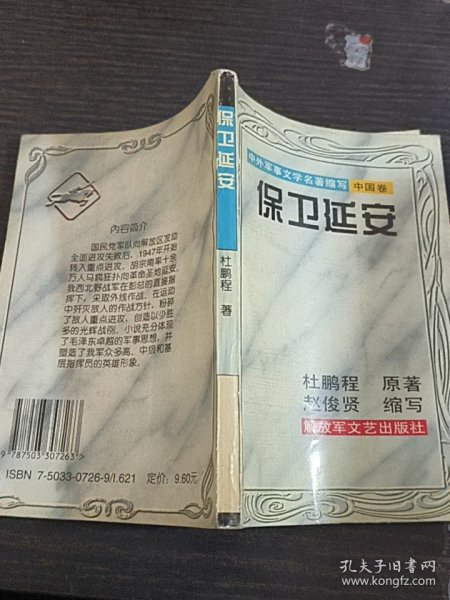 中外军事文学名著缩写 中国卷
保卫延安
杜鹏程 原著
赵俊贤 缩写
解放军文艺出版社
保卫延安
杜鹏程 著
内容简介
国民党军队向解放区发动
全面进攻失败后，1947年开始
转入重点进攻，胡宗南率十余
万人马疯狂扑向革命圣地延安。
我西北野战军在彭总的直接指
挥下，采取外线作战、在运动
中歼灭敌人的作战方针，粉碎
了敌人重点进攻，创造以少胜
多的光辉战例。小说充分体现
了毛泽东卓越的军事思想，并
塑造了我军众多高、中级和基
层指挥员的英雄形象。
9 787503 307263 >
ISBN 7-5033-0726-9/I.621 定价：9.60元
孔夫子旧书网
www.kongfz.com